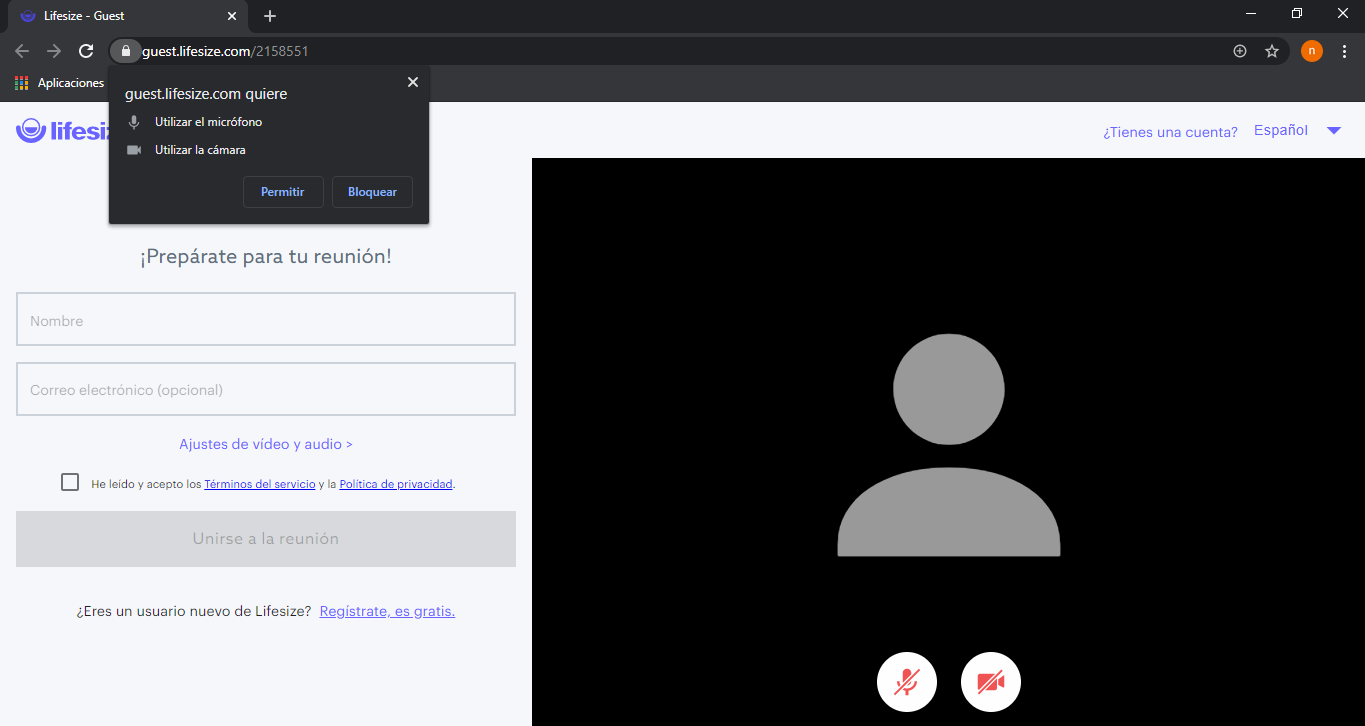 Lifesize - Guest
guest.lifesize.com/2158551
n
Aplicaciones
guest.lifesize.com quiere
Utilizar el micrófono
Utilizar la cámara
Permitir
Bloquear
lifesiz
¿Tienes una cuenta?
Español
¡Prepárate para tu reunión!
Nombre
Correo electrónico (opcional)
Ajustes de vídeo y audio >
He leído y acepto los Términos del servicio y la Política de privacidad.
Unirse a la reunión
¿Eres un usuario nuevo de Lifesize? Regístrate, es gratis.